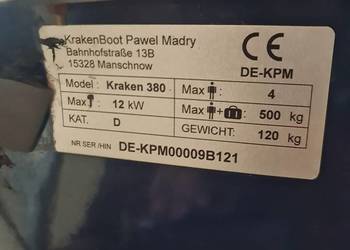 KrakenBoot Pawel Madry
Bahnhofstraße 13B
15328 Manschnow
CE
DE-KPM
Model: Kraken 380
Max : 4
Max : 12 kW
Max + : 500 kg
KAT. D
GEWICHT: 120 kg
NR SER /HIN DE-KPM00009B121